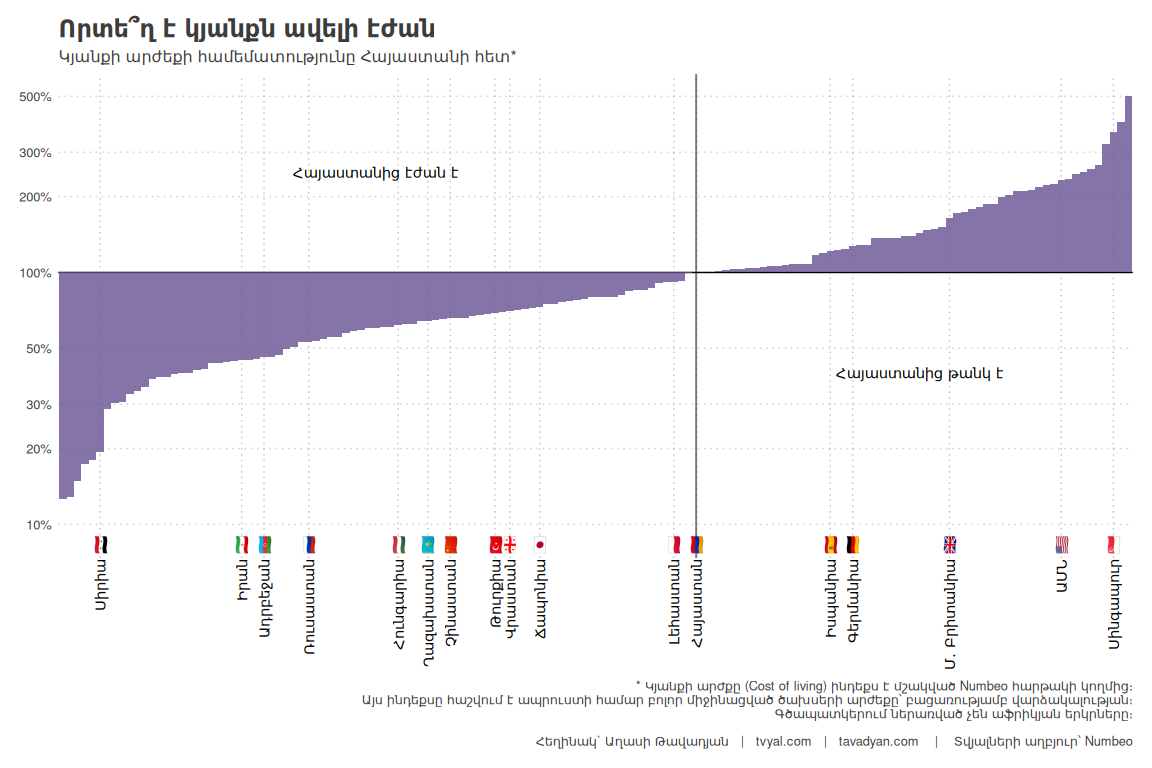 Որտե՞ղ է կյանքն ավելի էժան
Կյանքի արժեքի համեմատությունը Հայաստանի հետ*
500%
300%
200%
100%
50%
30%
20%
10%
Հայաստանից էժան է
Հայաստանից թանկ է
Սիրիա
Իրան
Ադրբեջան
Ռուսաստան
Հունգարիա
Ղազախստան
Չինաստան
Թուրքիա
Վրաստան
Ճապոնիա
Լեհաստան
Հայաստան
Իսպանիա
Գերմանիա
Մ. Բրիտանիա
ԱՄՆ
Սինգապուր
* Կյանքի արժքը (Cost of living) ինդեքս է մշակված Numbeo հարթակի կողմից։
Այս ինդեքսը հաշվում է ապրուստի համար բոլոր միջինացված ծախսերի արժեքը՝ բացառությամբ վարձակալության։
Գծապատկերում ներառված չեն աֆրիկյան երկրները։
Հեղինակ՝ Աղասի Թավադյան | tvyal.com | tavadyan.com | Տվյալների աղբյուր՝ Numbeo